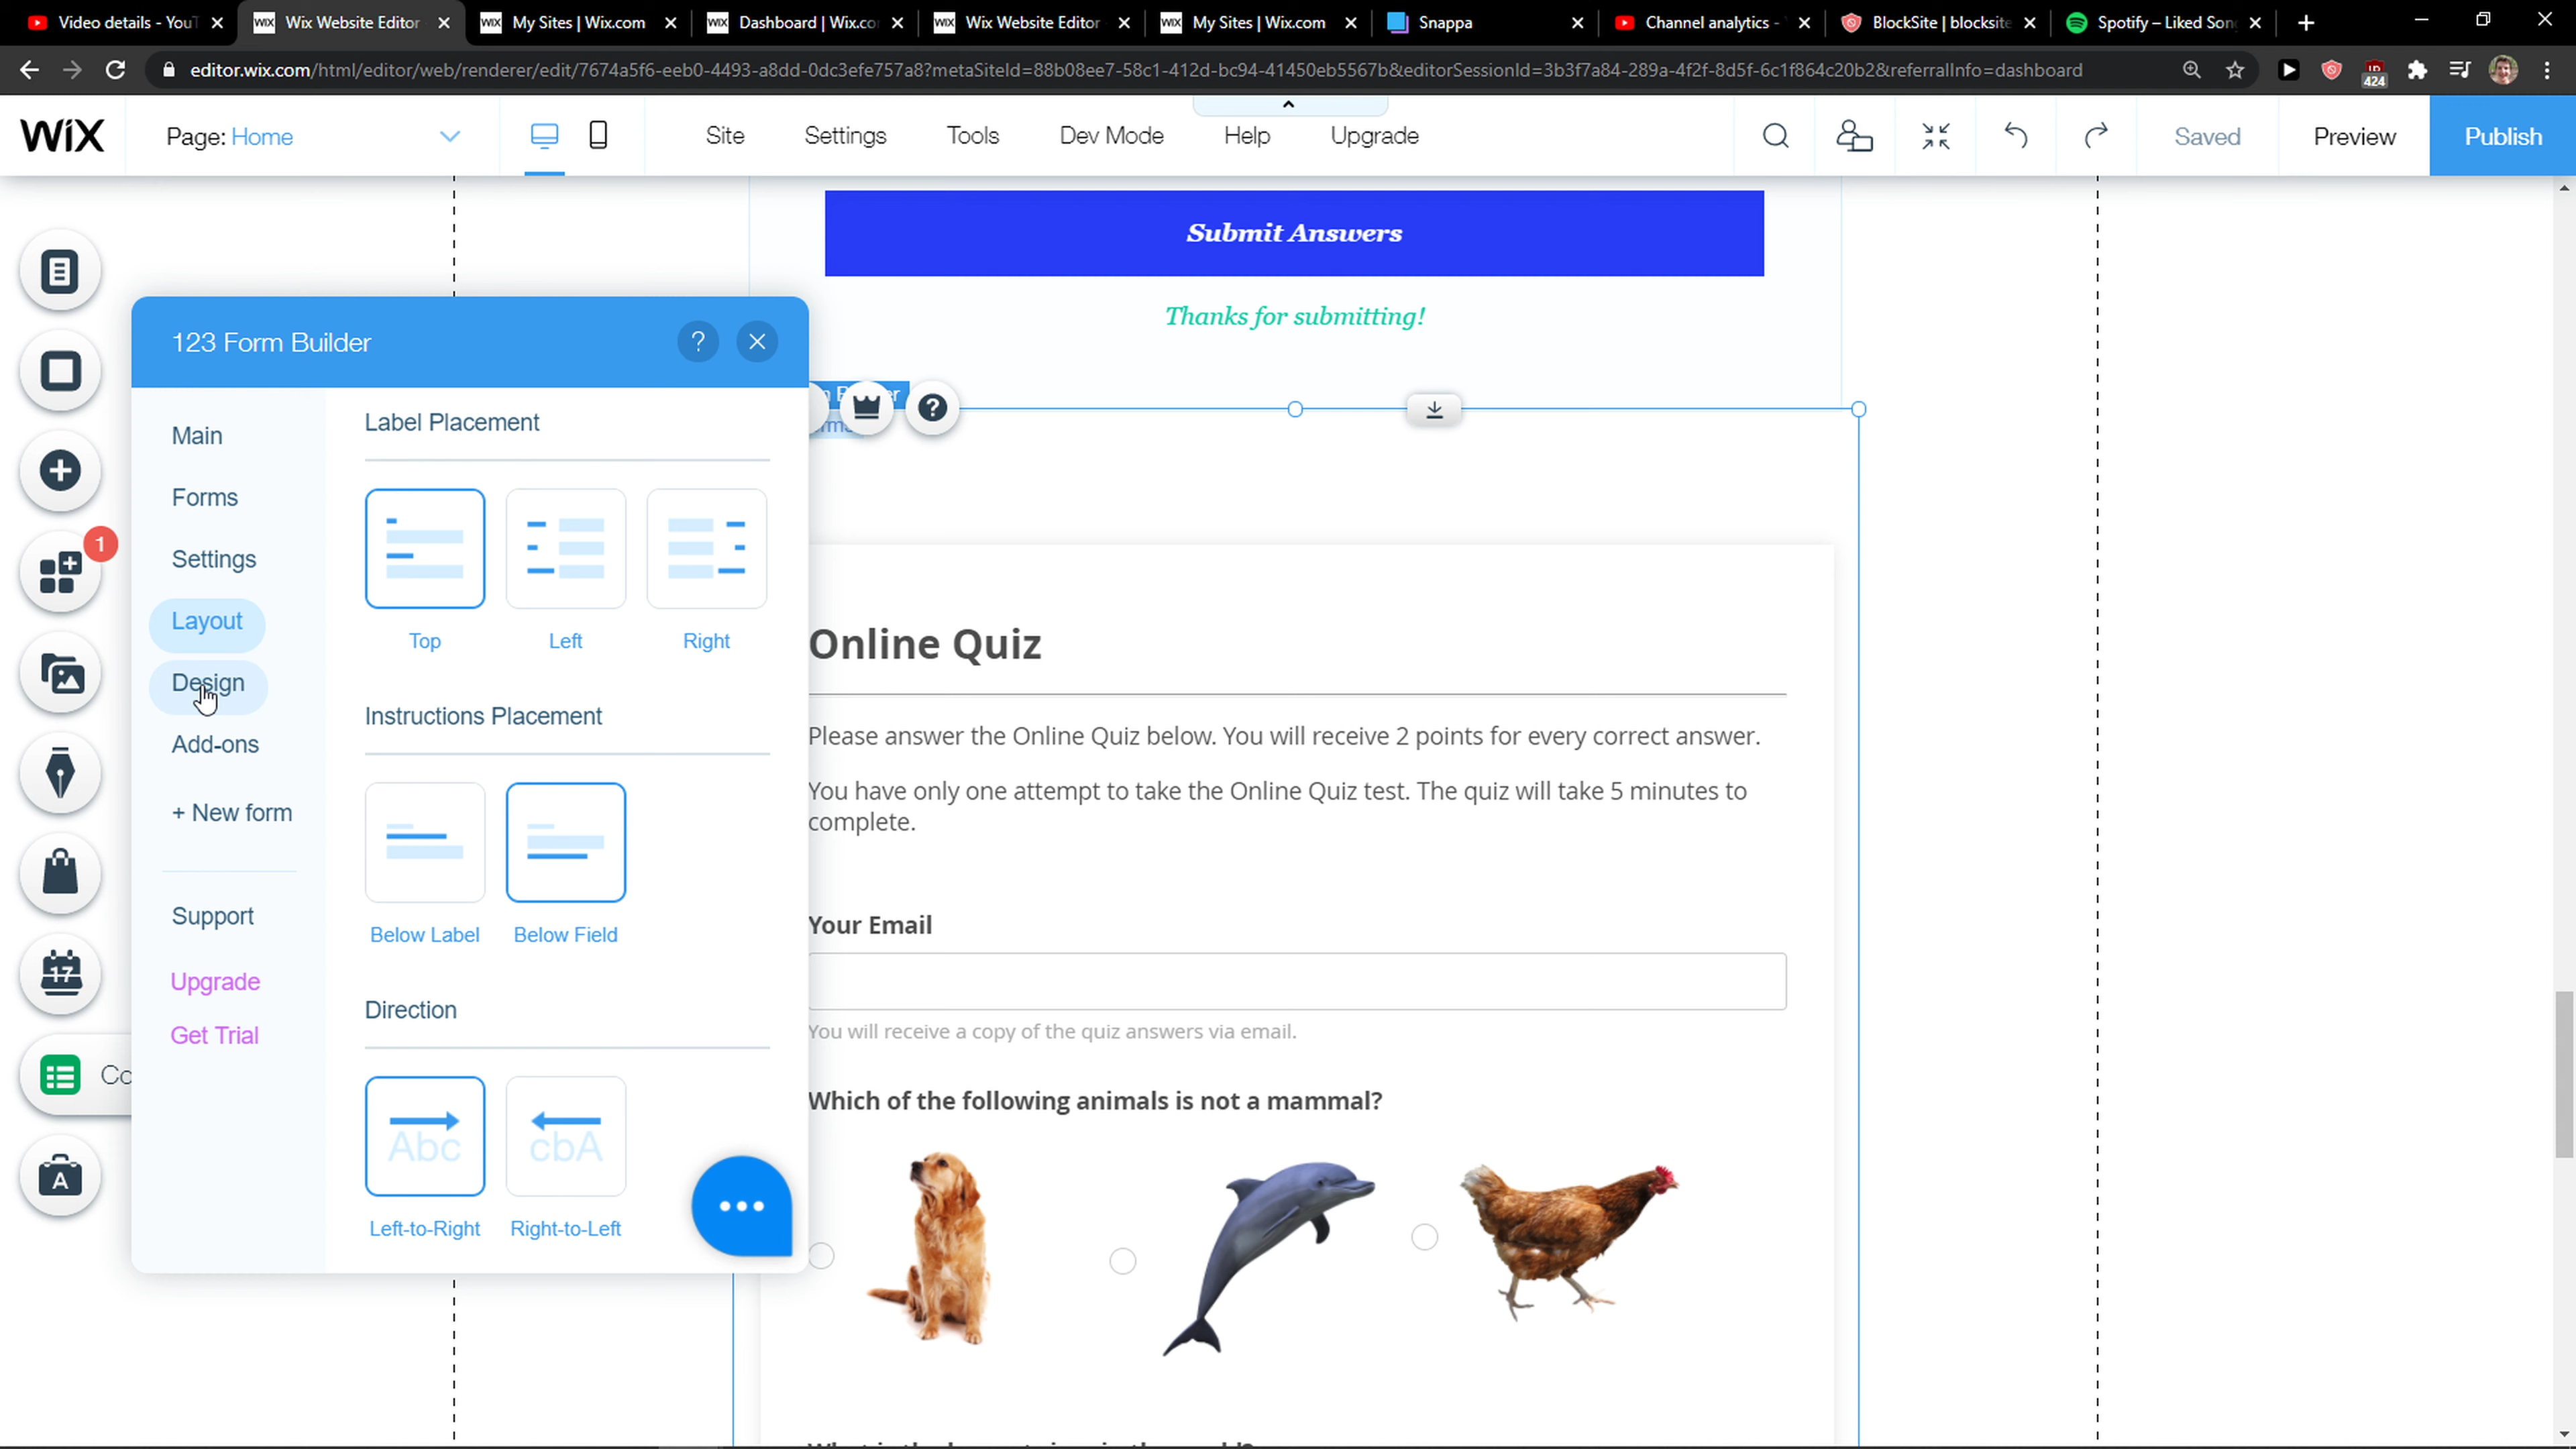 Video details - YouT
Wix Website Editor
My Sites | Wix.com
Dashboard | Wix.co
Wix Website Editor
My Sites | Wix.com
Snappa
Channel analytics -
BlockSite | blocksite
Spotify – Liked Son
editor.wix.com/html/editor/web/renderer/edit/7674a5f6-eeb0-4493-a8dd-0dc3efe757a8?metaSiteId=88b08ee7-58c1-412d-bc94-41450eb5567b&editorSessionId=3b3f7a84-289a-4f2f-8d5f-6c1f864c20b2&referralInfo=dashboard
424
WiX
Page: Home
Site
Settings
Tools
Dev Mode
Help
Upgrade
Saved
Preview
Publish
Submit Answers
Thanks for submitting!
123 Form Builder
?
Main
Forms
Settings
Layout
Design
Add-ons
+ New form
Support
Upgrade
Get Trial
1
17
Co
A
Label Placement
Top
Left
Right
Instructions Placement
Below Label
Below Field
Direction
Abc
cbA
Left-to-Right
Right-to-Left
?
Online Quiz
Please answer the Online Quiz below. You will receive 2 points for every correct answer.
You have only one attempt to take the Online Quiz test. The quiz will take 5 minutes to
complete.
Your Email
You will receive a copy of the quiz answers via email.
Which of the following animals is not a mammal?